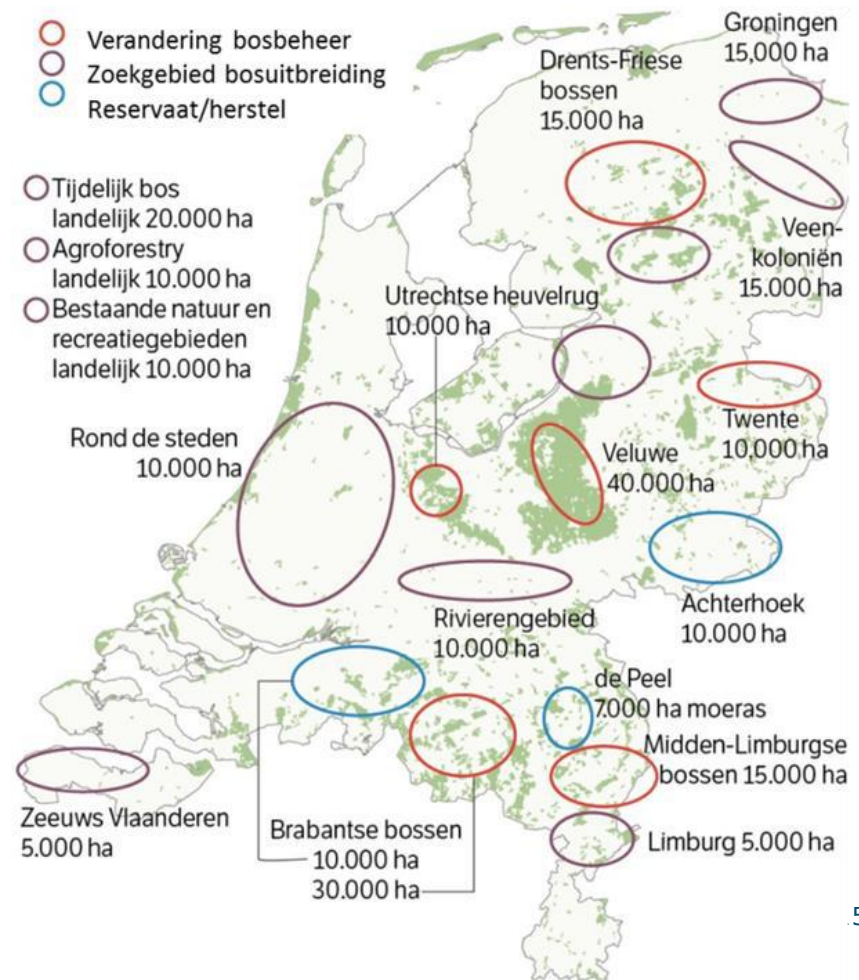 Verandering bosbeheer
Zoekgebied bosuitbreiding
Reservaat/herstel
Tijdelijk bos
landelijk 20.000 ha
Agroforestry
landelijk 10.000 ha
Bestaande natuur en
recreatiegebieden
landelijk 10.000 ha
Groningen
15,000 ha
Drents-Friese
bossen
15.000 ha
Veen-
koloniën
15.000 ha
Utrechtse heuvelrug
10.000 ha
Twente
10.000 ha
Rond de steden
10.000 ha
Veluwe
40.000 ha
Achterhoek
10.000 ha
Rivierengebied
10.000 ha
de Peel
7.000 ha moeras
Midden-Limburgse
bossen 15.000 ha
Zeeuws Vlaanderen
5.000 ha
Brabantse bossen
10.000 ha
30.000 ha
Limburg 5.000 ha